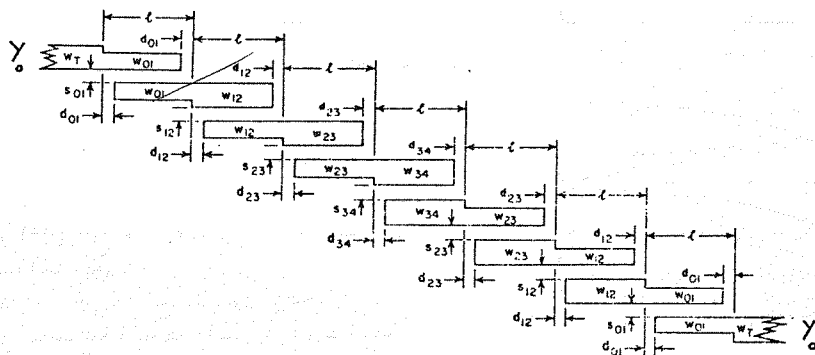 ℓ
d01 ℓ
Y0 wT w01 d12 ℓ
s01 w01 w12 d23 ℓ
d01 s12 w12 w23 d34 ℓ
d12 s23 w23 w34 d23 ℓ
d23 s34 w34 w23 d12 ℓ
d34 s23 w23 w12 d01
d23 s12 w12 w01
d12 s01 w01 wT Y0
d01